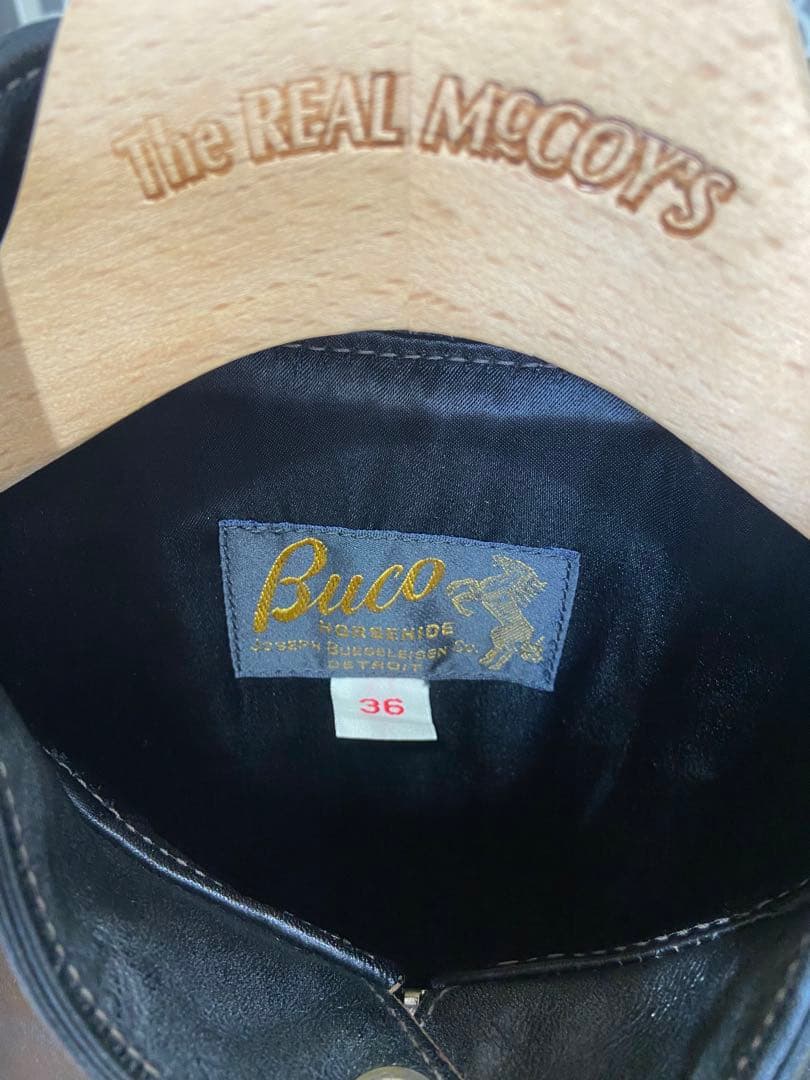 The REAL McCOY'S
Buco
HORSEHIDE
JOSEPH BUEGELEISEN CO.
DETROIT
36